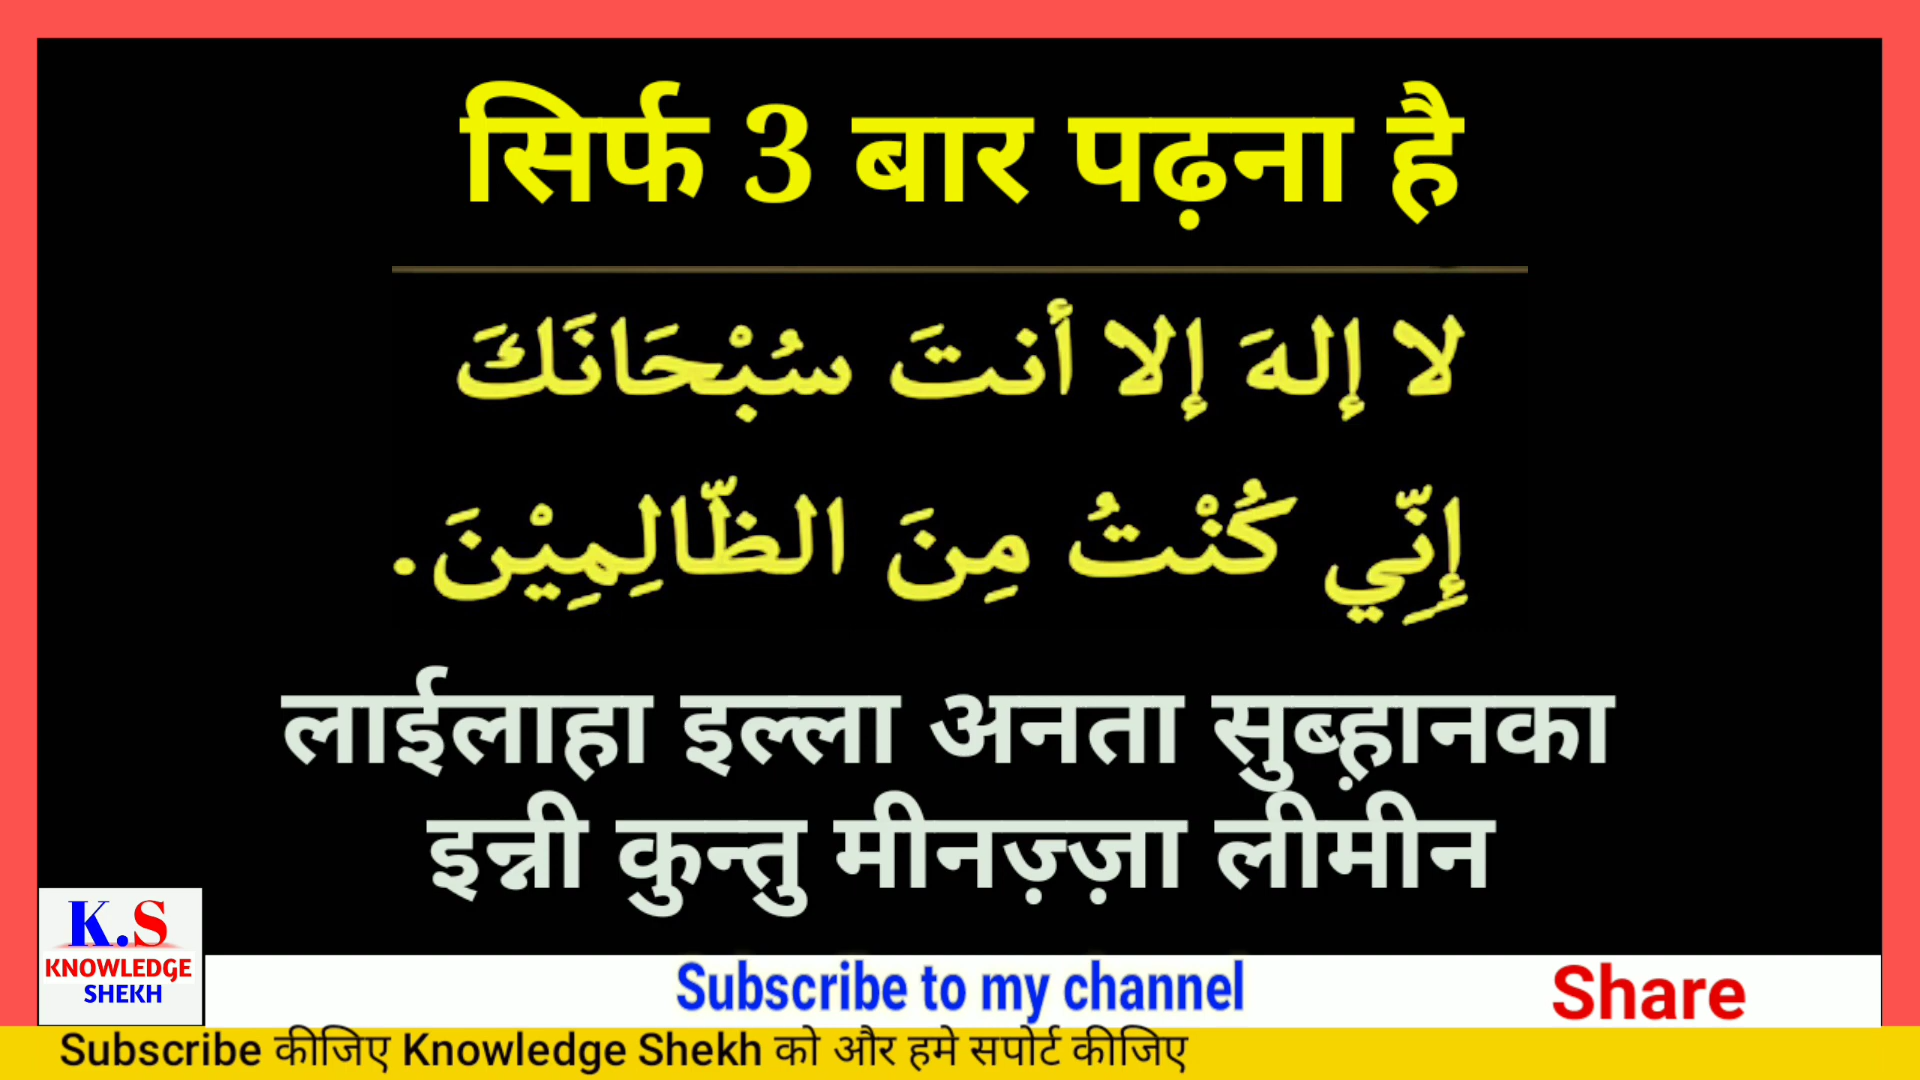 सिर्फ 3 बार पढ़ना है
لا إلهَ إلا أنتَ سُبْحَانَكَ
إِنِّي كُنْتُ مِنَ الظّالِمِيْنَ.
लाईलाहा इल्ला अनता सुब्ह़ानका
इन्नी कुन्तु मीनज़्ज़ा लीमीन
K.S
KNOWLEDGE
SHEKH
Subscribe to my channel
Share
Subscribe कीजिए Knowledge Shekh को और हमे सपोर्ट कीजिए